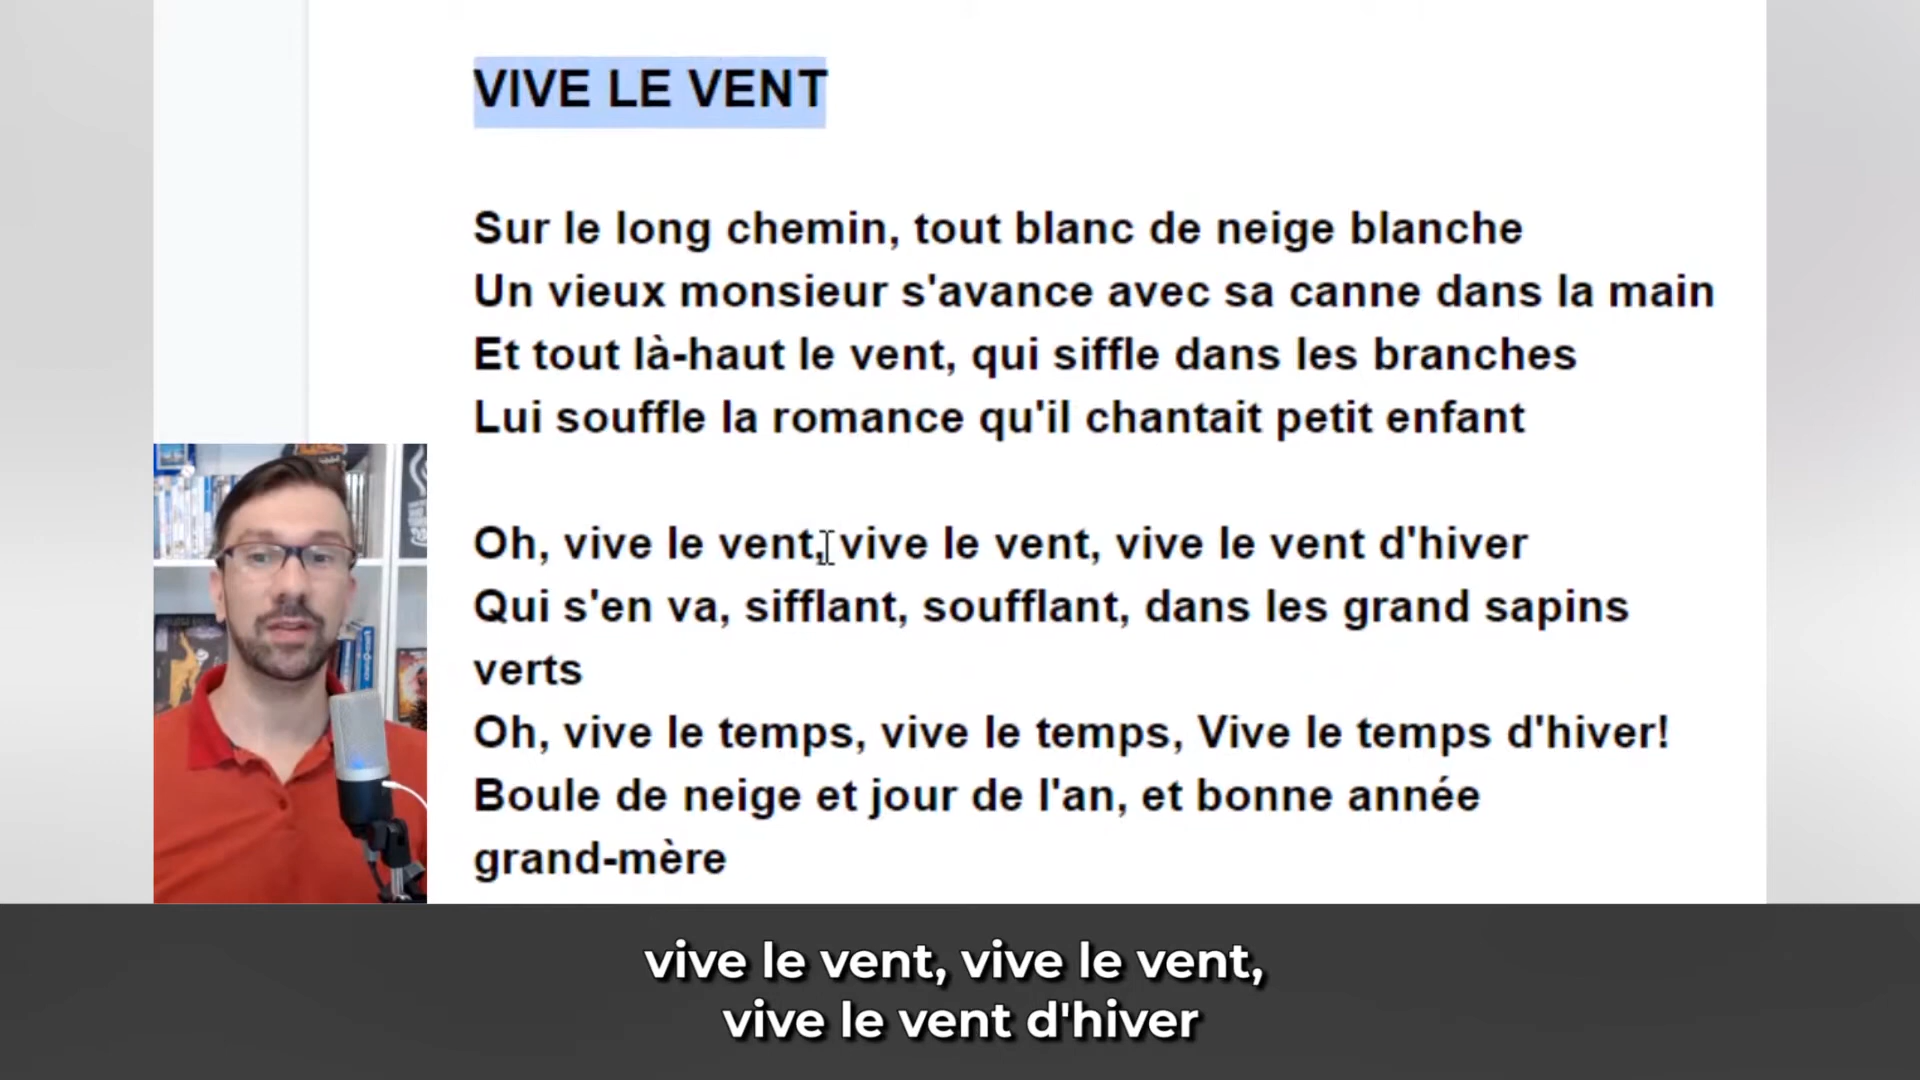 VIVE LE VENT
Sur le long chemin, tout blanc de neige blanche
Un vieux monsieur s'avance avec sa canne dans la main
Et tout là-haut le vent, qui siffle dans les branches
Lui souffle la romance qu'il chantait petit enfant
Oh, vive le vent, vive le vent, vive le vent d'hiver
Qui s'en va, sifflant, soufflant, dans les grand sapins
verts
Oh, vive le temps, vive le temps, Vive le temps d'hiver!
Boule de neige et jour de l'an, et bonne année
grand-mère
vive le vent, vive le vent,
vive le vent d'hiver